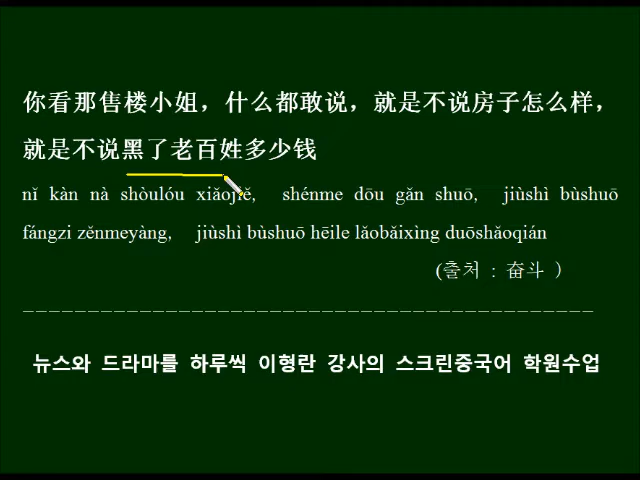 你看那售楼小姐，什么都敢说，就是不说房子怎么样，
就是不说黑了老百姓多少钱
nǐ kàn nà shòulóu xiǎojiě, shénme dōu gǎn shuō, jiùshì bùshuō
fángzi zěnmeyàng, jiùshì bùshuō hēile lǎobǎixìng duōshǎoqián
(출처 : 奋斗 )
뉴스와 드라마를 하루씩 이형란 강사의 스크린중국어 학원수업